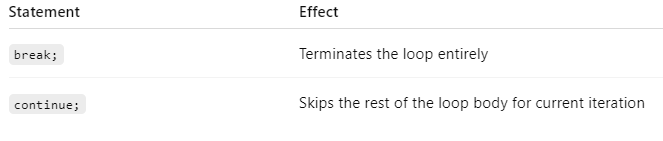 Statement Effect
break; Terminates the loop entirely
continue; Skips the rest of the loop body for current iteration